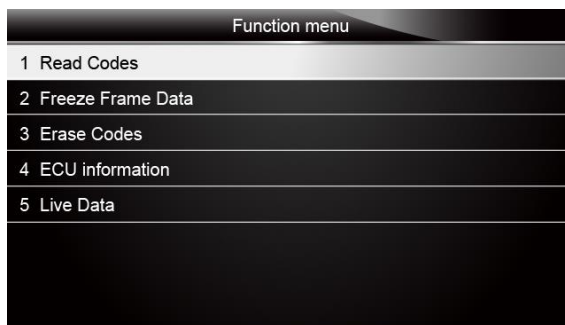 Function menu
1 Read Codes
2 Freeze Frame Data
3 Erase Codes
4 ECU information
5 Live Data